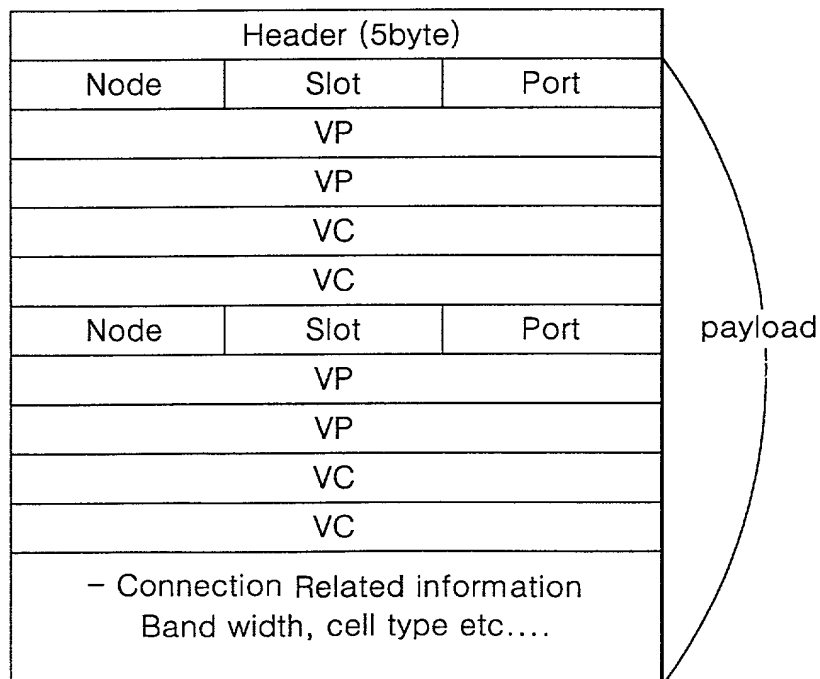 Header (5byte)
Node Slot Port
VP
VP
VC
VC
Node Slot Port
payload
VP
VP
VC
VC
– Connection Related information
Band width, cell type etc....